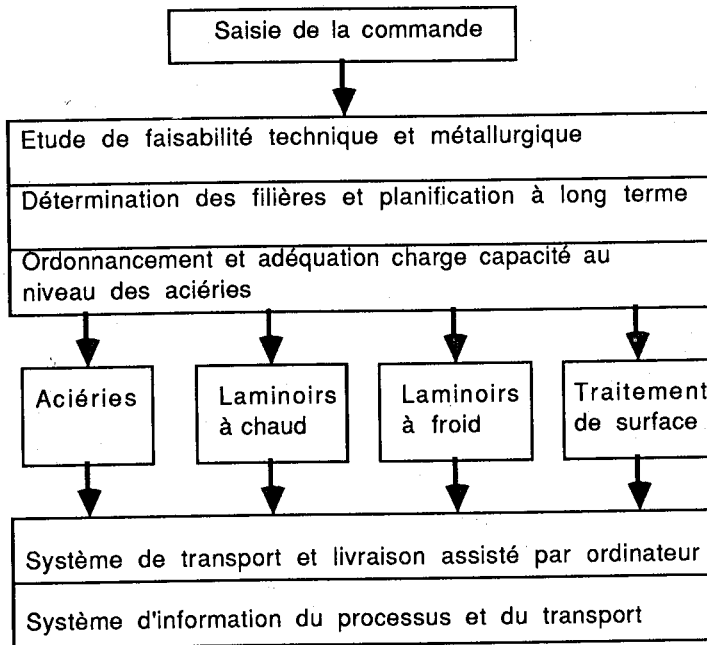 Saisie de la commande
Etude de faisabilité technique et métallurgique
Détermination des filières et planification à long terme
Ordonnancement et adéquation charge capacité au
niveau des aciéries
Aciéries
Laminoirs
à chaud
Laminoirs
à froid
Traitement
de surface
Système de transport et livraison assisté par ordinateur
Système d'information du processus et du transport